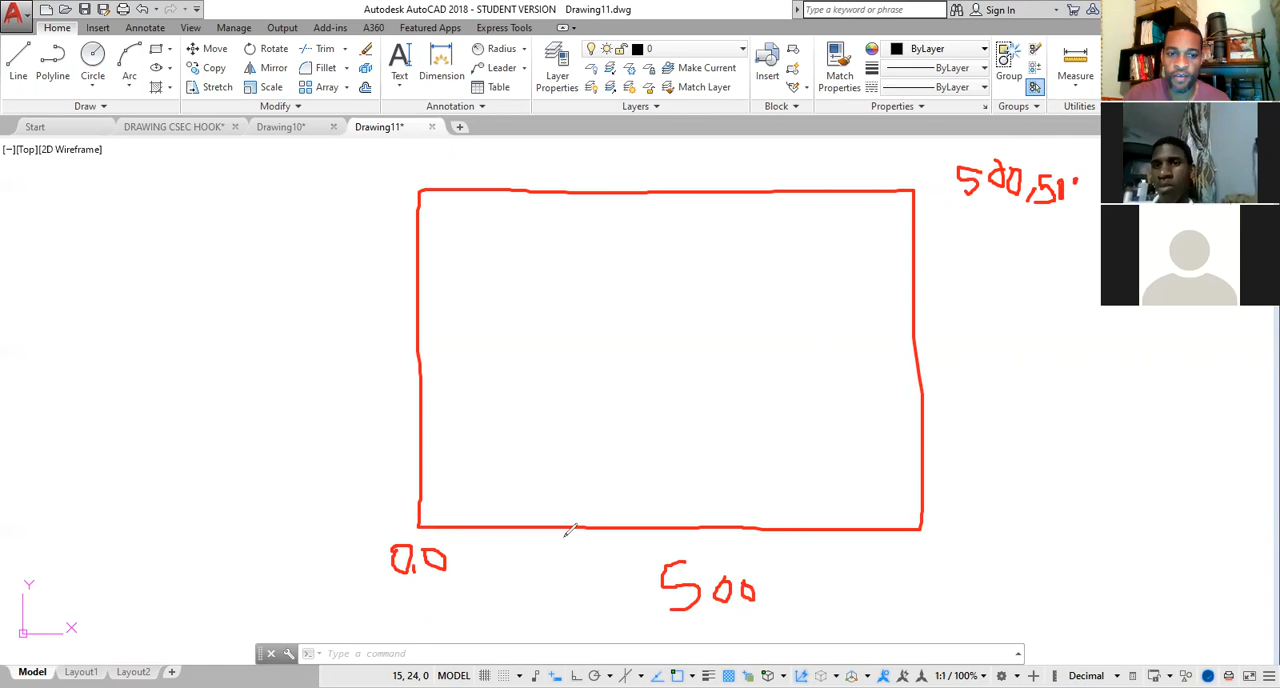 Autodesk AutoCAD 2018 - STUDENT VERSION Drawing11.dwg
Type a keyword or phrase
Sign In
Home Insert Annotate View Manage Output Add-ins A360 Featured Apps
Move Rotate Trim Radius 0 ByLayer
Line Polyline Circle Arc Copy Mirror Fillet Text Dimension Leader Layer Properties Make Current Insert Match Properties ByLayer Group Measure
Stretch Scale Array Table Match Layer ByLayer
Draw Modify Annotation Layers Block Properties Groups Utilities
Start DRAWING CSEC HOOK* Drawing10* Drawing11*
[−][Top][2D Wireframe]
0,0
500
Y
X
Type a command
Model Layout1 Layout2 15, 24, 0 MODEL 1:1 / 100% Decimal